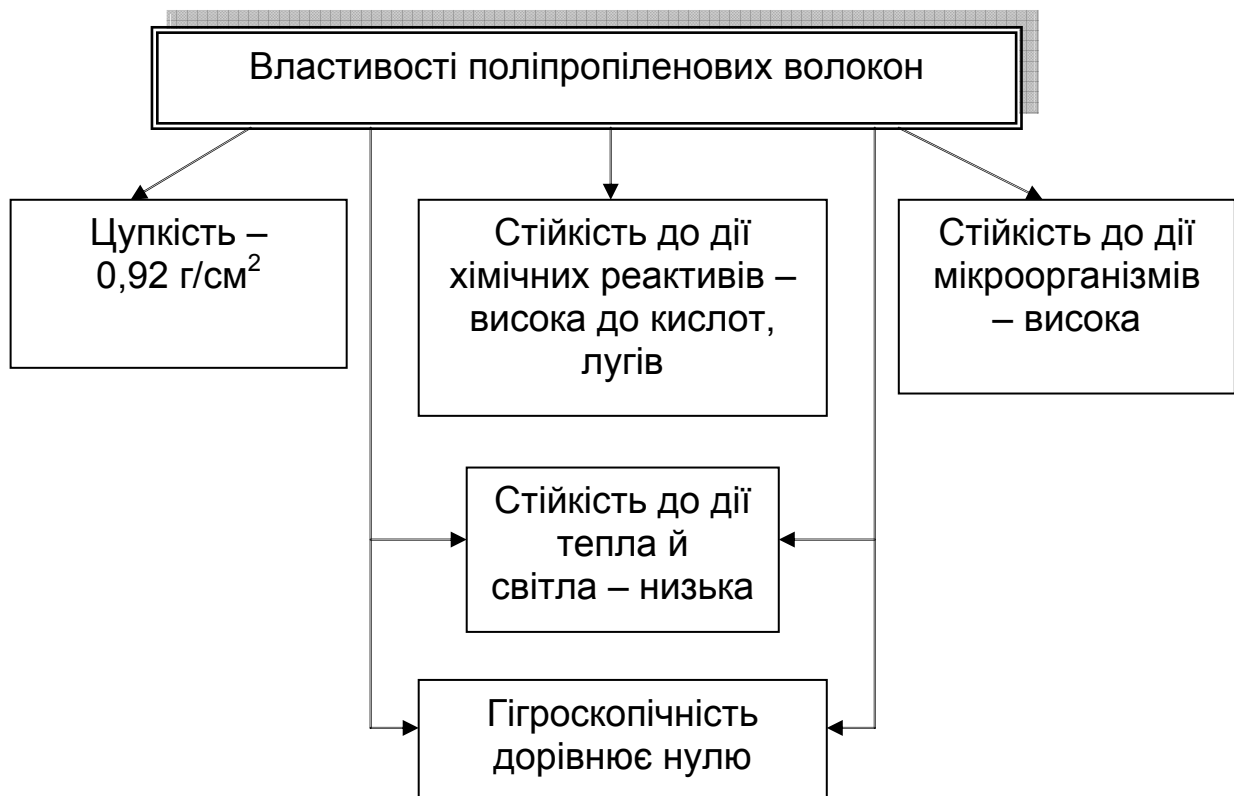 Властивості поліпропіленових волокон
Цупкість –
0,92 г/см²
Стійкість до дії
хімічних реактивів –
висока до кислот,
лугів
Стійкість до дії
мікроорганізмів
– висока
Стійкість до дії
тепла й
світла – низька
Гігроскопічність
дорівнює нулю